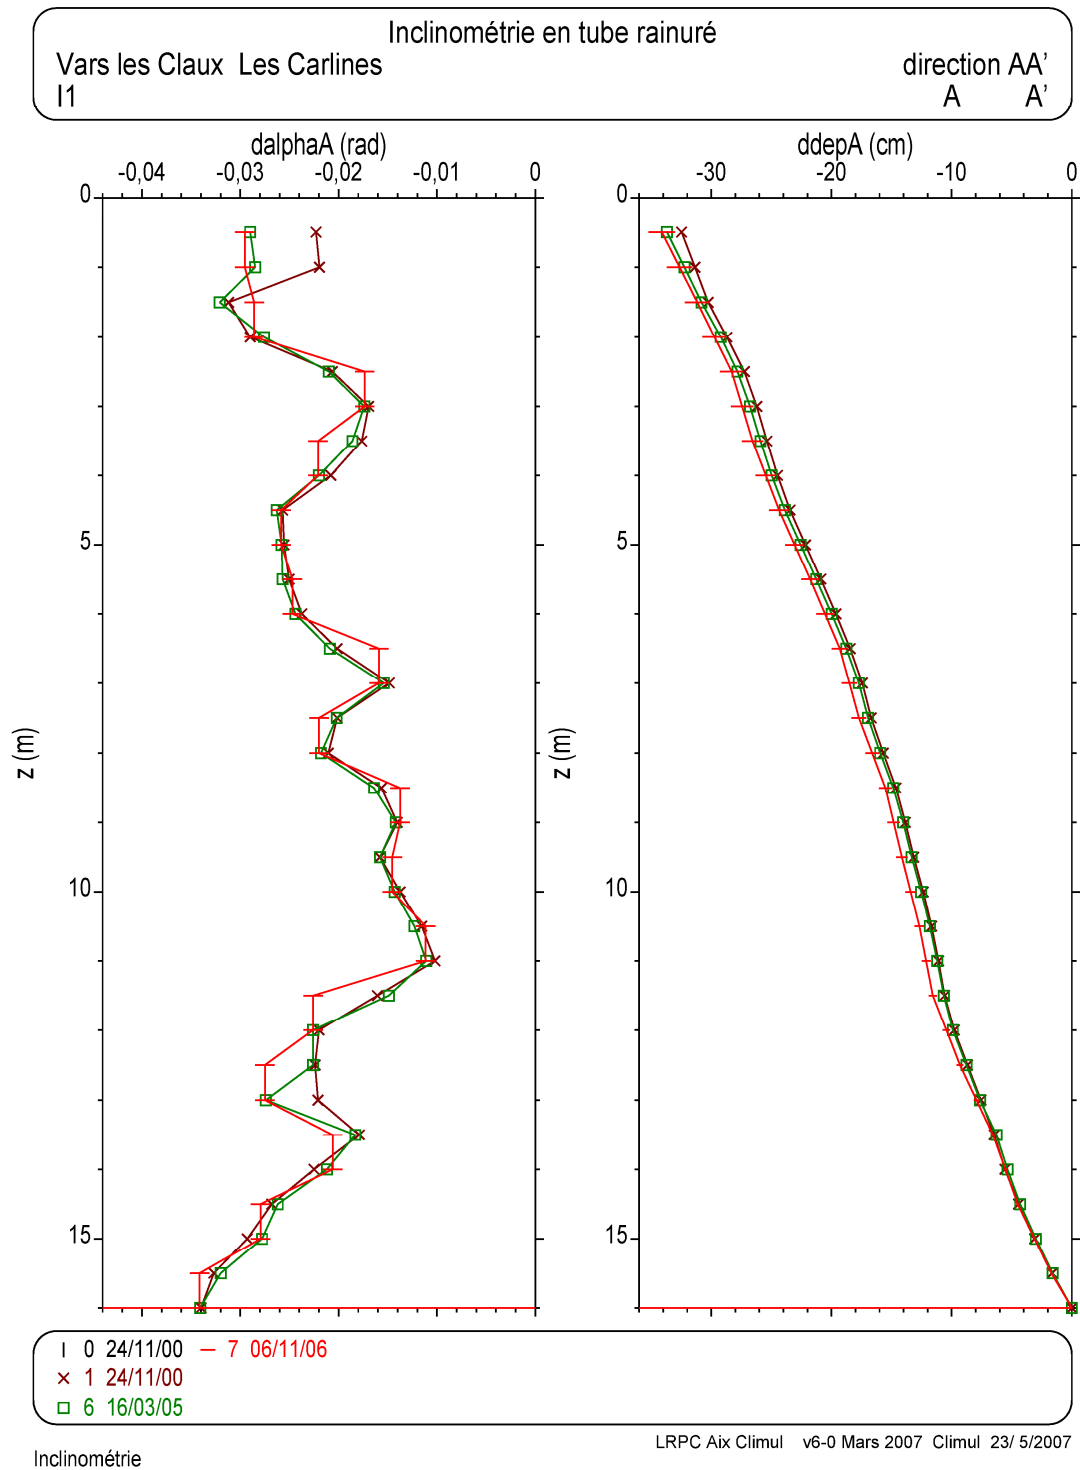 Inclinométrie en tube rainuré
Vars les Claux  Les Carlines direction AA'
I1 A A'
dalphaA (rad) ddepA (cm)
-0,04 -0,03 -0,02 -0,01 0 -30 -20 -10 0
0 0
5 5
z (m) z (m)
10 10
15 15
0 24/11/00 7 06/11/06
1 24/11/00
6 16/03/05
LRPC Aix Climul v6-0 Mars 2007 Climul 23/ 5/2007
Inclinométrie